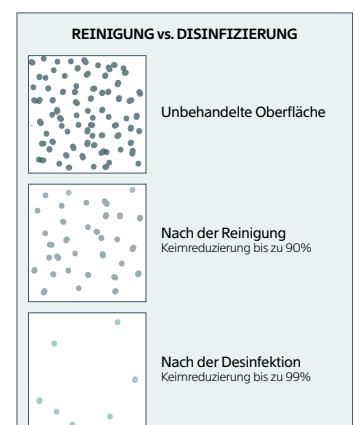 REINIGUNG vs. DISINFIZIERUNG
Unbehandelte Oberfläche
Nach der Reinigung
Keimreduzierung bis zu 90%
Nach der Desinfektion
Keimreduzierung bis zu 99%